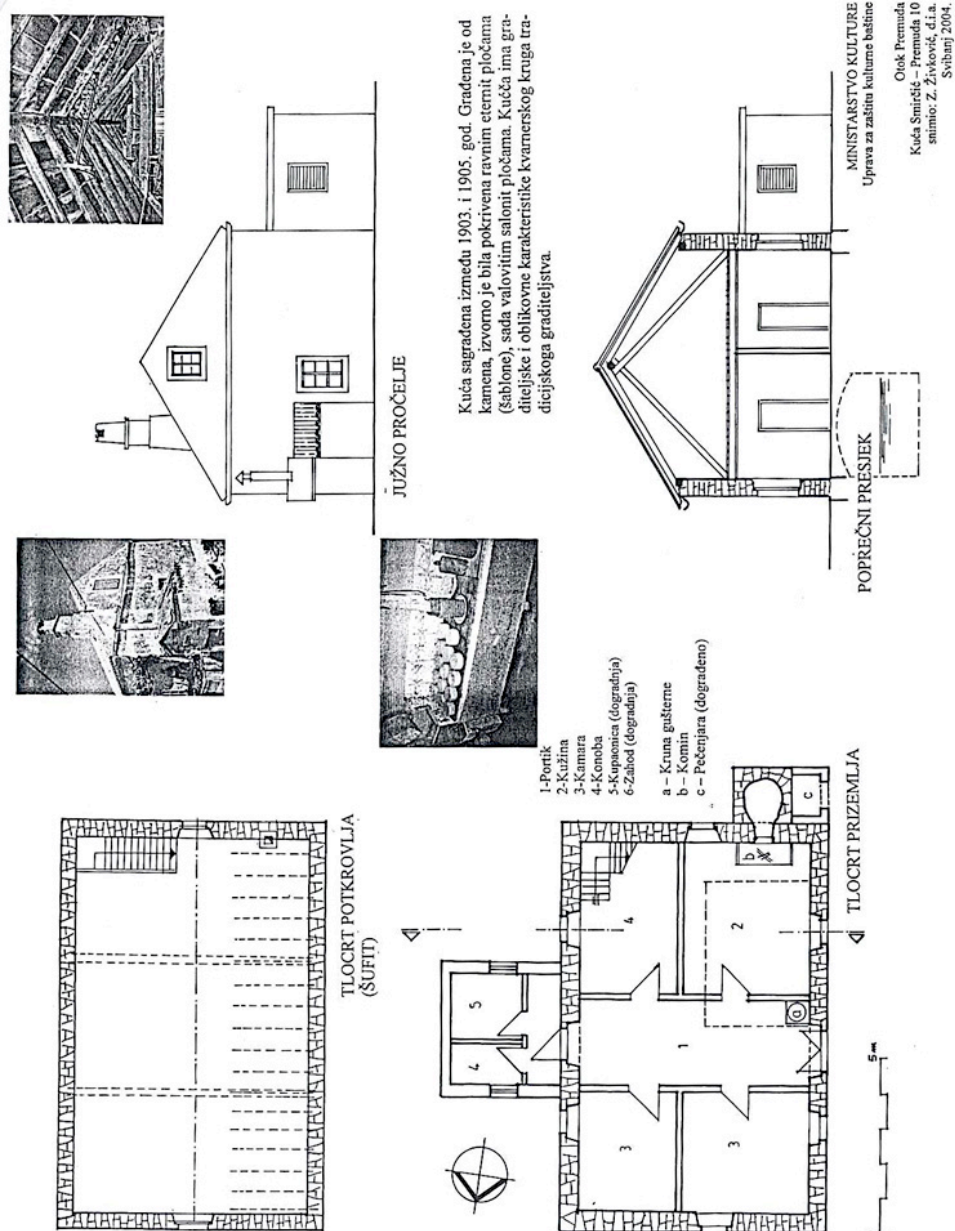 JUŽNO PROČELJE
Kuća sagrađena između 1903. i 1905. god. Građena je od
kamena, izvorno je bila pokrivena ravnim eternit pločama
(šablone), sada valovitim salonit pločama. Kućća ima gra-
diteljske i oblikovne karakteristike kvarnerskog kruga tra-
dicijskoga graditeljstva.
POPREČNI PRESJEK
MINISTARSTVO KULTURE
Uprava za zaštitu kulturne baštine
Otok Premuda
Kuća Smirčić – Premuda 10
snimio: Z. Živković, d.i.a.
Svibanj 2004.
TLOCRT POTKROVLJA
(ŠUFIT)
1-Portik
2-Kužina
3-Kamara
4-Konoba
5-Kupaonica (dogradnja)
6-Zahod (dogradnja)
a – Kruna gušterne
b – Komin
c – Pečenjara (dograđeno)
4
5
3
3
1
4
2
a
b
c
TLOCRT PRIZEMLJA
5m